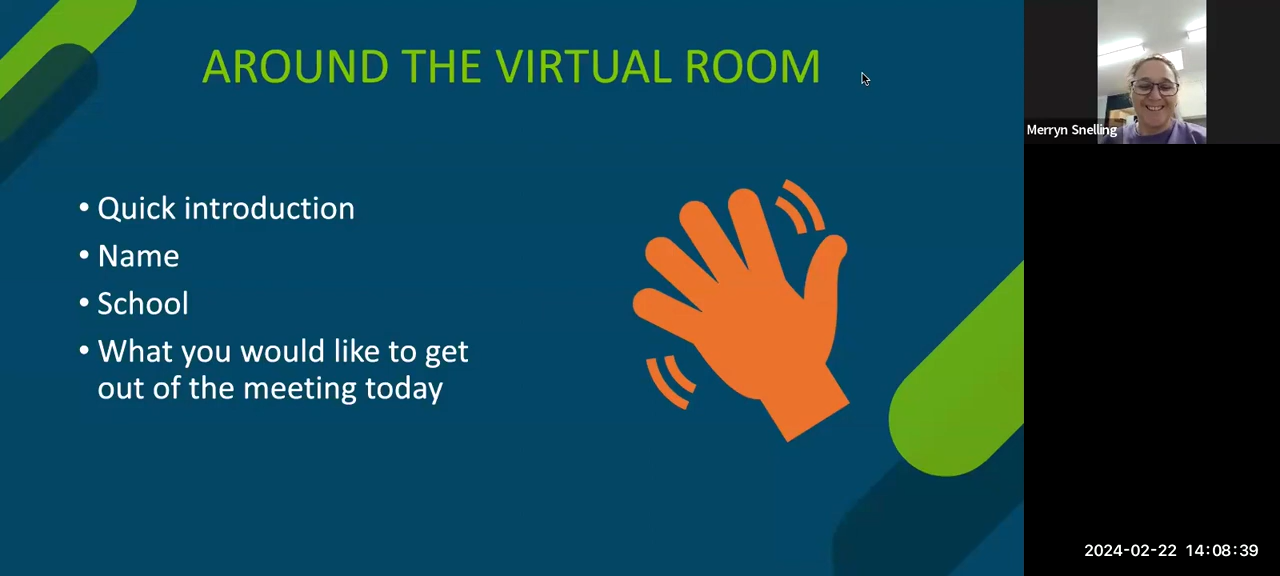 AROUND THE VIRTUAL ROOM
• Quick introduction
• Name
• School
• What you would like to get
out of the meeting today
Merryn Snelling
2024-02-22 14:08:39